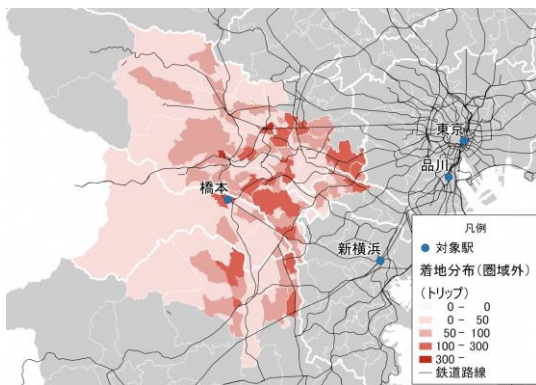 東京
品川
橋本
新横浜
凡例
対象駅
着地分布(圏域外)
(トリップ)
0 - 0
0 - 50
50 - 100
100 - 300
300 -
鉄道路線